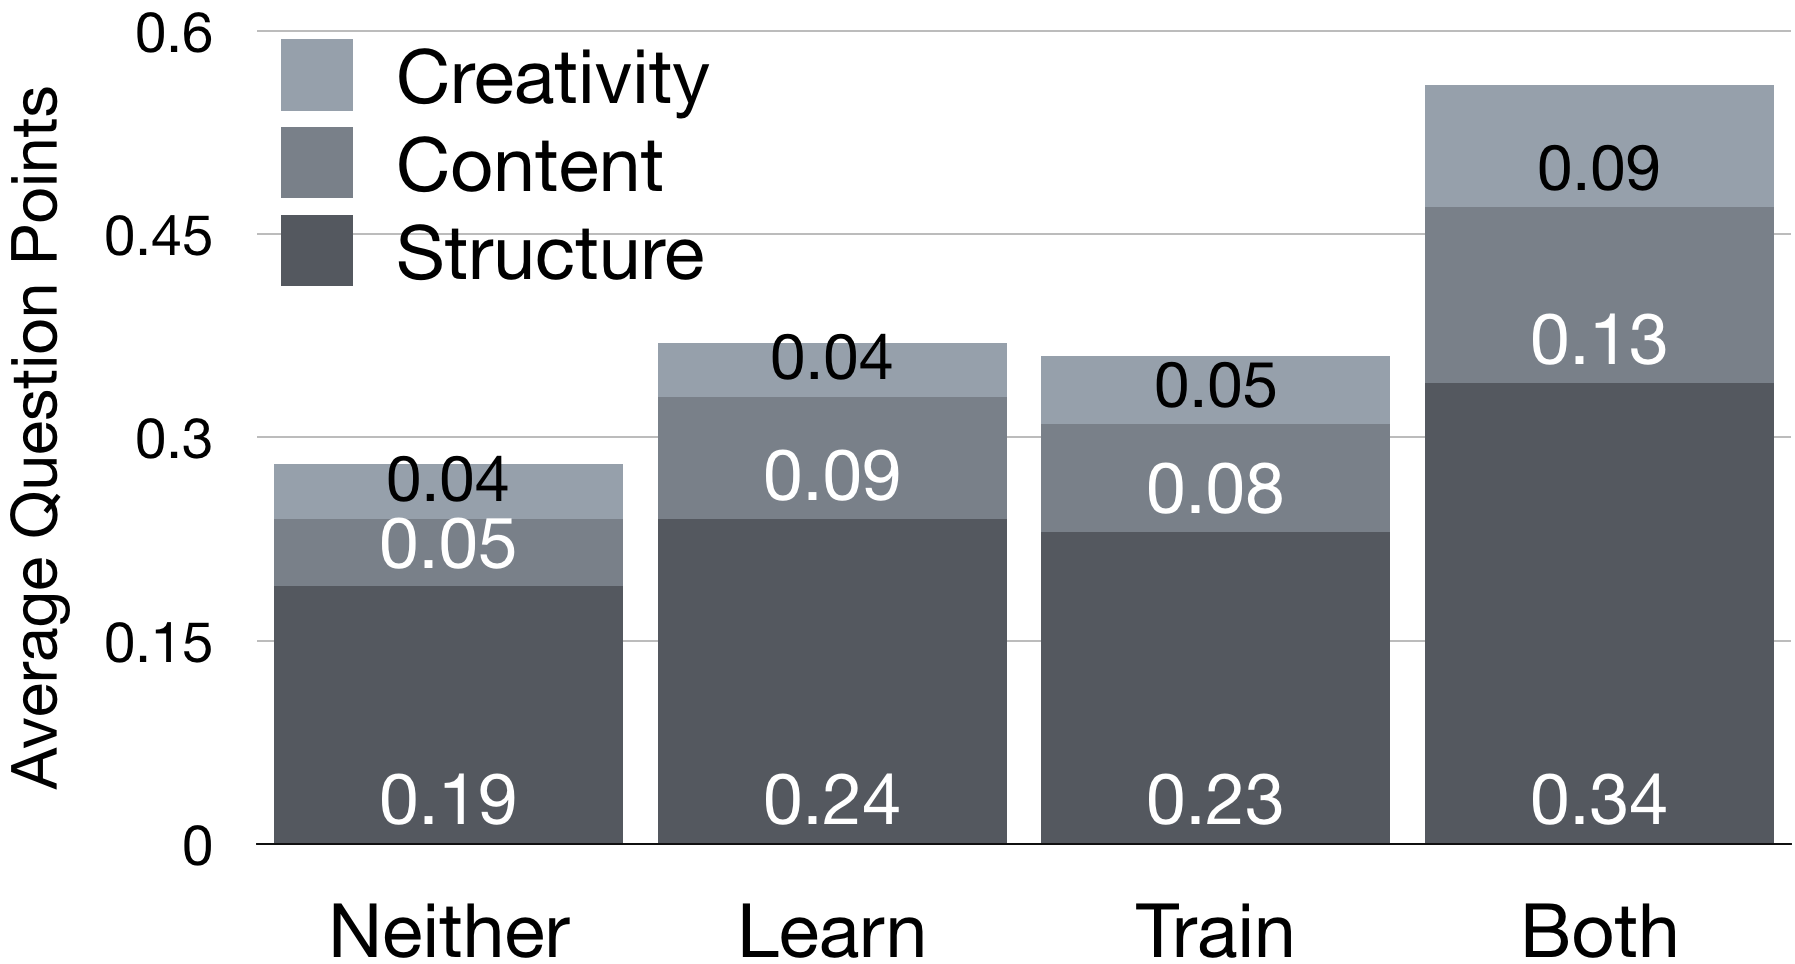 Average Question Points
0.6
0.45
0.3
0.15
0
Creativity
Content
Structure
0.04
0.05
0.19
0.04
0.09
0.24
0.05
0.08
0.23
0.09
0.13
0.34
Neither
Learn
Train
Both